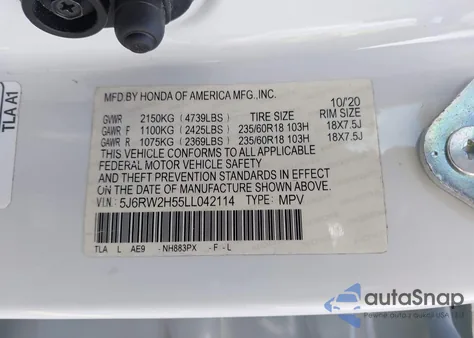 TLA A1
MFD.BY HONDA OF AMERICA MFG.,INC. 10/'20
GVWR 2150KG (4739LBS) TIRE SIZE RIM SIZE
GAWR F 1100KG (2425LBS) 235/60R18 103H 18X7.5J
GAWR R 1075KG (2369LBS) 235/60R18 103H 18X7.5J
THIS VEHICLE CONFORMS TO ALL APPLICABLE
FEDERAL MOTOR VEHICLE SAFETY
AND THEFT PREVENTION STANDARDS IN EFFECT
ON THE DATE OF MANUFACTURE SHOWN ABOVE.
V.I.N.: 5J6RW2H55LL042114 TYPE: MPV
TLA L AE9 - NH883PX - F - L
autoSnap